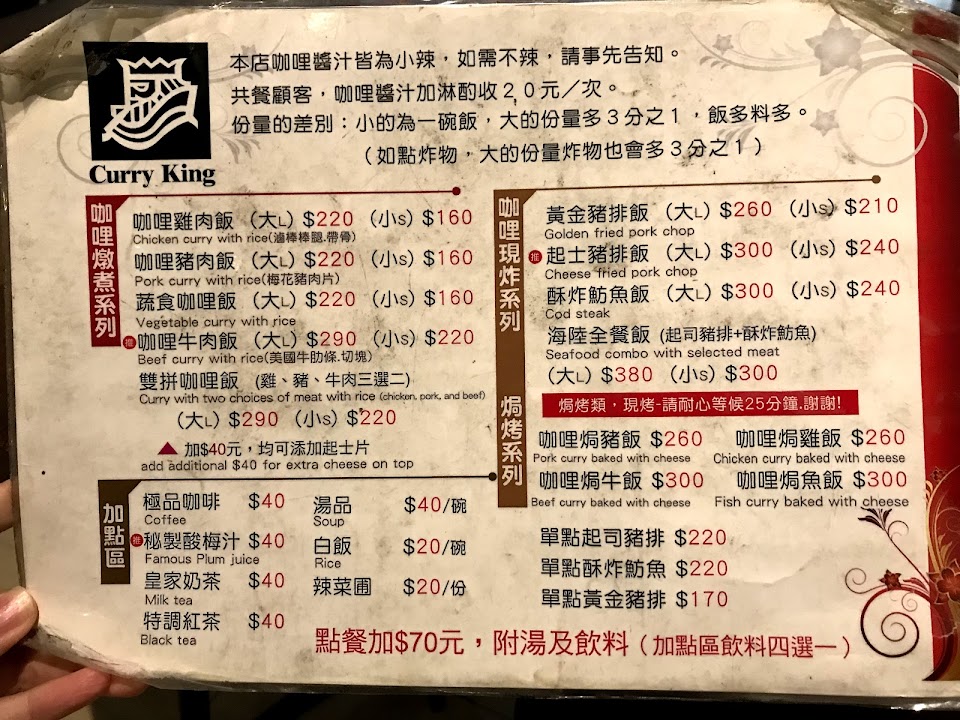 本店咖哩醬汁皆為小辣，如需不辣，請事先告知。
共餐顧客，咖哩醬汁加淋酌收２０元／次。
份量的差別：小的為一碗飯，大的份量多３分之１，飯多料多。
（如點炸物，大的份量炸物也會多３分之１）
Curry King
咖哩燉煮系列
咖哩雞肉飯 （大L） $220 （小S） $160
Chicken curry with rice(滷棒棒腿.帶骨)
咖哩豬肉飯 （大L） $220 （小S） $160
Pork curry with rice(梅花豬肉片)
蔬食咖哩飯 （大L） $220 （小S） $160
Vegetable curry with rice
推 咖哩牛肉飯 （大L） $290 （小S） $220
Beef curry with rice(美國牛肋條.切塊)
雙拼咖哩飯 （雞、豬、牛肉三選二）
Curry with two choices of meat with rice (chicken, pork, and beef)
（大L） $290 （小S） $220
▲ 加$40元，均可添加起士片
add additional $40 for extra cheese on top
咖哩現炸系列
黃金豬排飯 （大L） $260 （小S） $210
Golden fried pork chop
推 起士豬排飯 （大L） $300 （小S） $240
Cheese fried pork chop
酥炸魴魚飯 （大L） $300 （小S） $240
Cod steak
海陸全餐飯 (起司豬排+酥炸魴魚)
Seafood combo with selected meat
（大L） $380 （小S） $300
焗烤系列
焗烤類，現烤-請耐心等候25分鐘.謝謝!
咖哩焗豬飯 $260 咖哩焗雞飯 $260
Pork curry baked with cheese Chicken curry baked with cheese
咖哩焗牛飯 $300 咖哩焗魚飯 $300
Beef curry baked with cheese Fish curry baked with cheese
單點起司豬排 $220
單點酥炸魴魚 $220
單點黃金豬排 $170
加點區
極品咖啡 $40 湯品 $40/碗
Coffee Soup
推 秘製酸梅汁 $40 白飯 $20/碗
Famous Plum juice Rice
皇家奶茶 $40 辣菜圃 $20/份
Milk tea
特調紅茶 $40
Black tea
點餐加$70元，附湯及飲料（加點區飲料四選一）